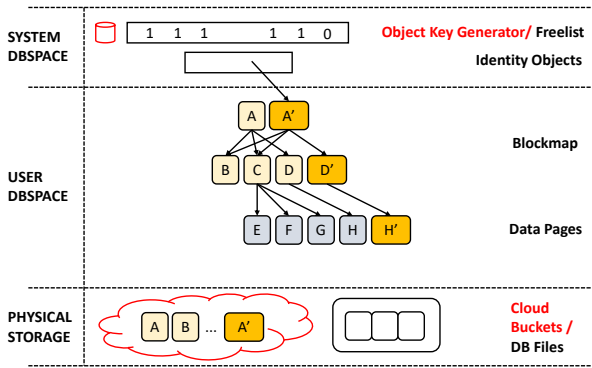 SYSTEM
DBSPACE
1 1 1 1 1 0
Object Key Generator/ Freelist
Identity Objects
USER
DBSPACE
A A'
Blockmap
B C D D'
E F G H H'
Data Pages
PHYSICAL
STORAGE
A B ... A'
Cloud
Buckets /
DB Files